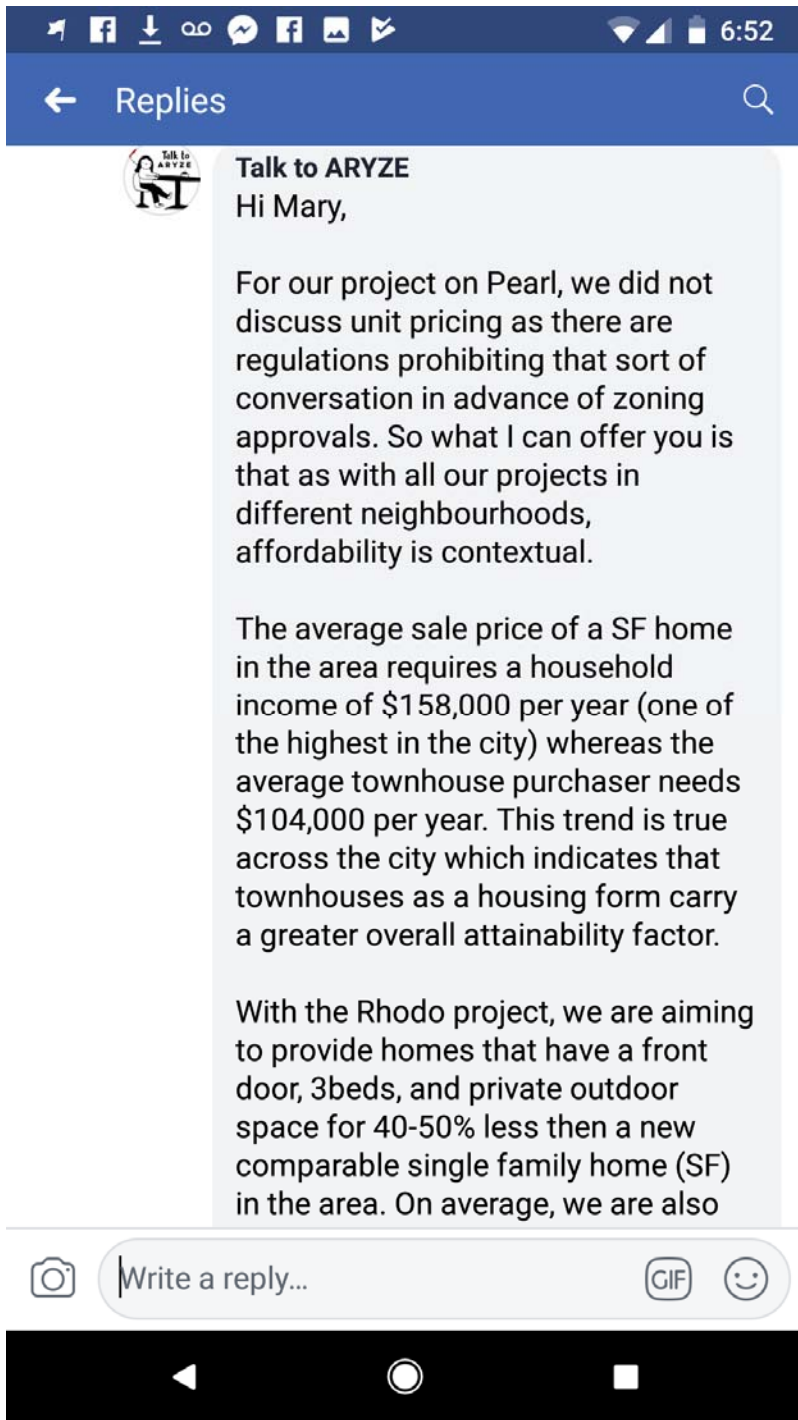 6:52
Replies
Talk to
ARYZE
Talk to ARYZE
Hi Mary,
For our project on Pearl, we did not
discuss unit pricing as there are
regulations prohibiting that sort of
conversation in advance of zoning
approvals. So what I can offer you is
that as with all our projects in
different neighbourhoods,
affordability is contextual.
The average sale price of a SF home
in the area requires a household
income of $158,000 per year (one of
the highest in the city) whereas the
average townhouse purchaser needs
$104,000 per year. This trend is true
across the city which indicates that
townhouses as a housing form carry
a greater overall attainability factor.
With the Rhodo project, we are aiming
to provide homes that have a front
door, 3beds, and private outdoor
space for 40-50% less then a new
comparable single family home (SF)
in the area. On average, we are also
Write a reply...
GIF